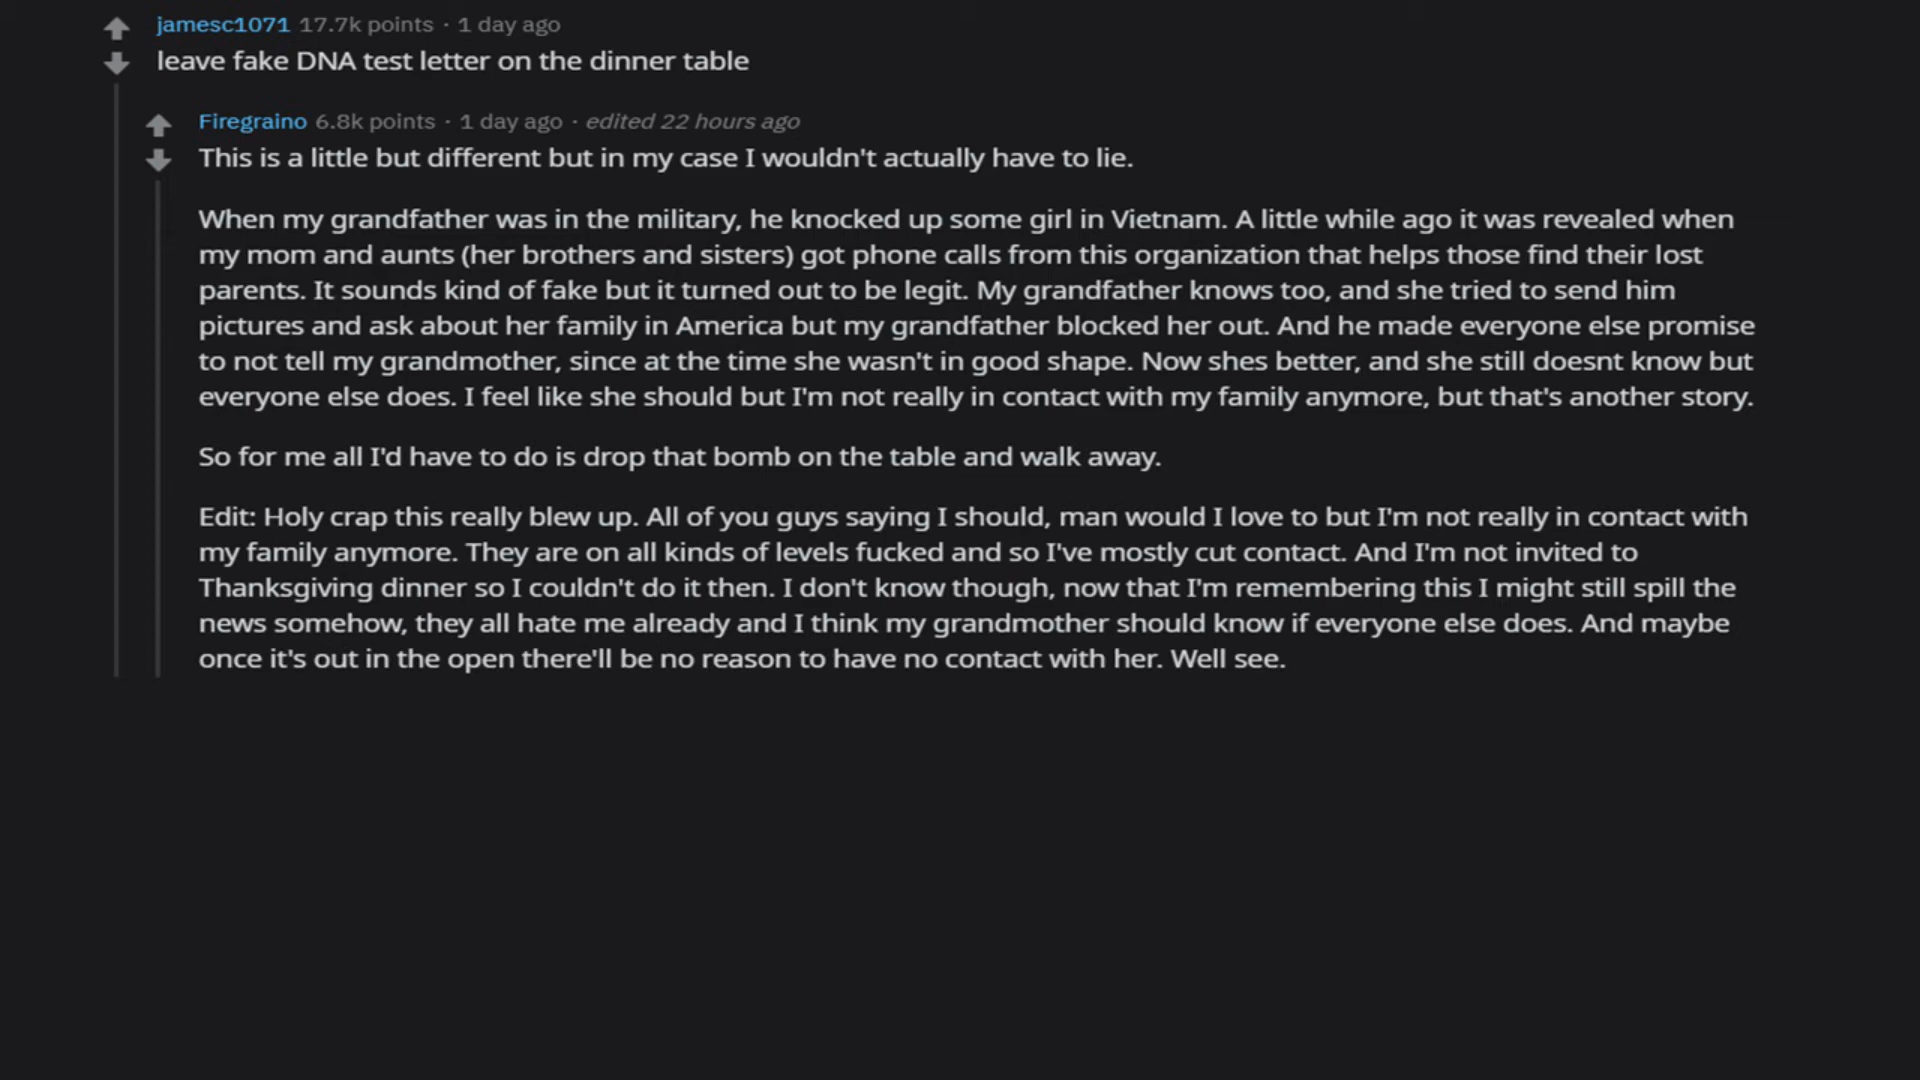 jamesc1071 17.7k points · 1 day ago
leave fake DNA test letter on the dinner table
Firegraino 6.8k points · 1 day ago · edited 22 hours ago
This is a little but different but in my case I wouldn't actually have to lie.
When my grandfather was in the military, he knocked up some girl in Vietnam. A little while ago it was revealed when
my mom and aunts (her brothers and sisters) got phone calls from this organization that helps those find their lost
parents. It sounds kind of fake but it turned out to be legit. My grandfather knows too, and she tried to send him
pictures and ask about her family in America but my grandfather blocked her out. And he made everyone else promise
to not tell my grandmother, since at the time she wasn't in good shape. Now shes better, and she still doesnt know but
everyone else does. I feel like she should but I'm not really in contact with my family anymore, but that's another story.
So for me all I'd have to do is drop that bomb on the table and walk away.
Edit: Holy crap this really blew up. All of you guys saying I should, man would I love to but I'm not really in contact with
my family anymore. They are on all kinds of levels fucked and so I've mostly cut contact. And I'm not invited to
Thanksgiving dinner so I couldn't do it then. I don't know though, now that I'm remembering this I might still spill the
news somehow, they all hate me already and I think my grandmother should know if everyone else does. And maybe
once it's out in the open there'll be no reason to have no contact with her. Well see.